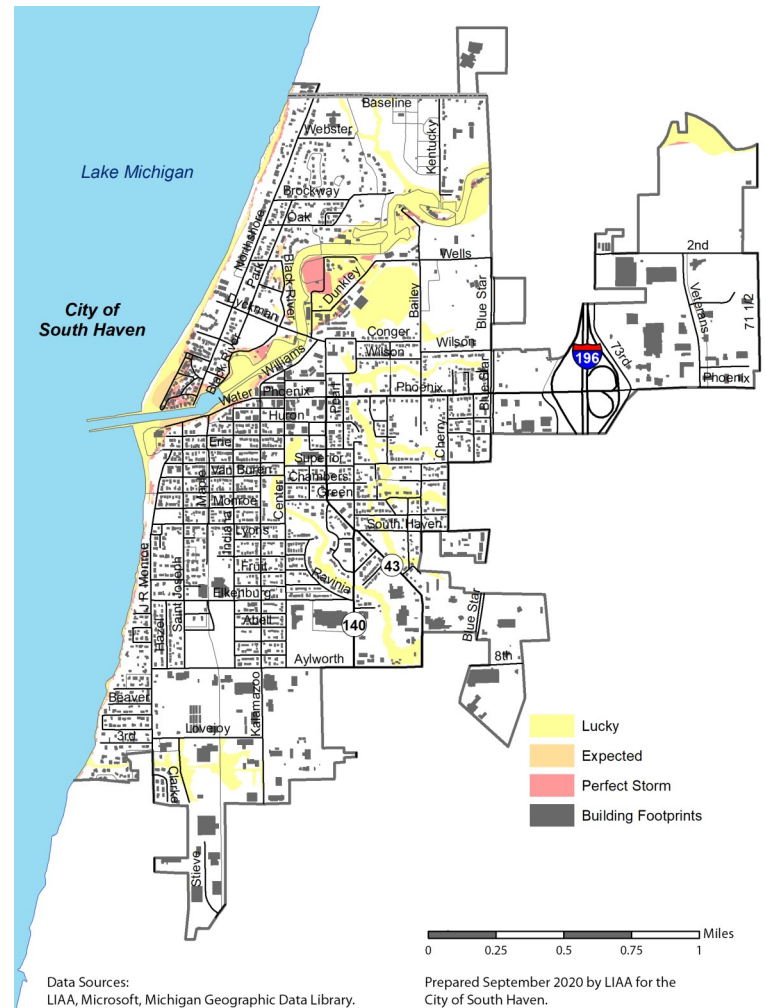 Baseline
Webster
Kentucky
Lake Michigan
Brockway
Oak
Northshore
2nd
Wells
Park
Black River
Dunkley
Bailey
Blue Star
Veterans
71 1/2
City of
South Haven
Dyckman
Conger
Wilson
Wilson
73rd
196
Black River
Williams
Phoenix
Phoenix
Phoenix
Blue Star
Water
Pearl
Huron
Cherry
Erie
Superior
Van Buren
Chambers
Maple
Center
Green
Monroe
South Haven
Indiana
Lyons
Fruit
43
Ravinia
J R Monroe
Saint Joseph
Elkenburg
Blue Star
Hazel
Abell
140
Aylworth
8th
Beaver
Kalamazoo
Lovejoy
3rd
Clarke
Stieve
Lucky
Expected
Perfect Storm
Building Footprints
Miles
0 0.25 0.5 0.75 1
Data Sources:
LIAA, Microsoft, Michigan Geographic Data Library.
Prepared September 2020 by LIAA for the
City of South Haven.